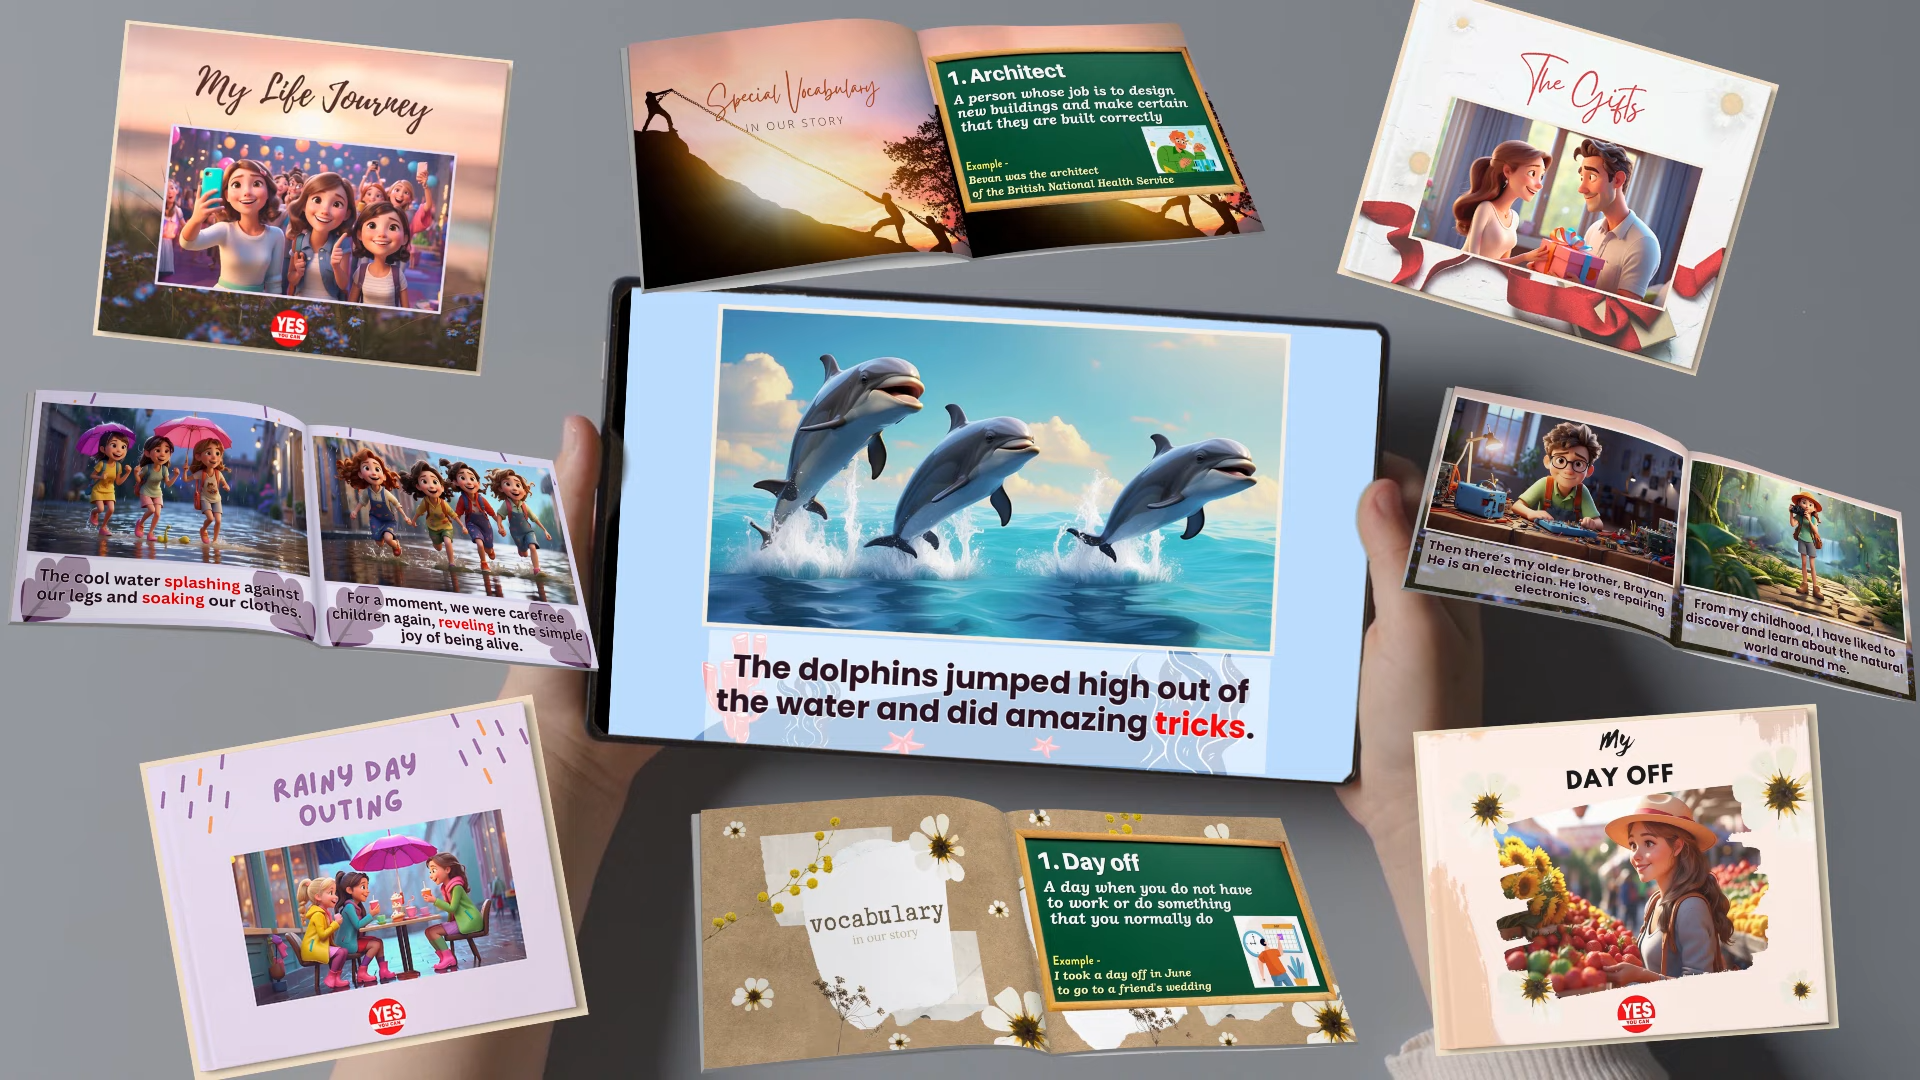 My Life Journey
YES
YOU CAN
Special Vocabulary
IN OUR STORY
1. Architect
A person whose job is to design
new buildings and make certain
that they are built correctly
Example -
Bevan was the architect
of the British National Health Service
The Gifts
The cool water splashing against
our legs and soaking our clothes.
For a moment, we were carefree
children again, reveling in the simple
joy of being alive.
The dolphins jumped high out of
the water and did amazing tricks.
Then there's my older brother, Brayan.
He is an electrician. He loves repairing
electronics.
From my childhood, I have liked to
discover and learn about the natural
world around me.
RAINY DAY
OUTING
YES
YOU CAN
vocabulary
in our story
1. Day off
A day when you do not have
to work or do something
that you normally do
Example -
I took a day off in June
to go to a friend's wedding
My
DAY OFF
YES
YOU CAN